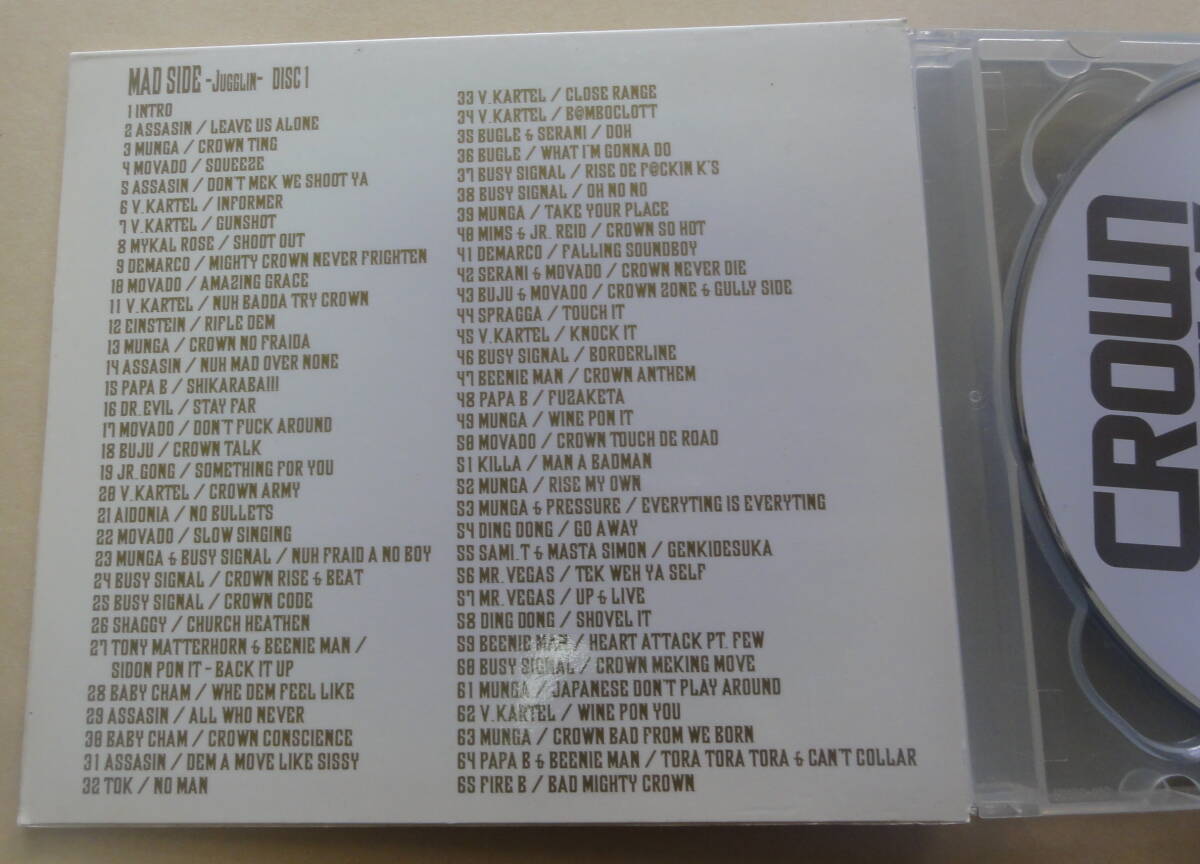 MAD SIDE -JUGGLIN- DISC 1
1 INTRO
2 ASSASIN / LEAVE US ALONE
3 MUNGA / CROWN TING
4 MOVADO / SQUEEZE
5 ASSASIN / DON'T MEK WE SHOOT YA
6 V.KARTEL / INFORMER
7 V.KARTEL / GUNSHOT
8 MYKAL ROSE / SHOOT OUT
9 DEMARCO / MIGHTY CROWN NEVER FRIGHTEN
10 MOVADO / AMAZING GRACE
11 V.KARTEL / NUH BADDA TRY CROWN
12 EINSTEIN / RIFLE DEM
13 MUNGA / CROWN NO FRAIDA
14 ASSASIN / NUH MAD OVER NONE
15 PAPA B / SHIKARABA!!!
16 DR.EVIL / STAY FAR
17 MOVADO / DON'T FUCK AROUND
18 BUJU / CROWN TALK
19 JR.GONG / SOMETHING FOR YOU
20 V.KARTEL / CROWN ARMY
21 AIDONIA / NO BULLETS
22 MOVADO / SLOW SINGING
23 MUNGA & BUSY SIGNAL / NUH FRAID A NO BOY
24 BUSY SIGNAL / CROWN RISE & BEAT
25 BUSY SIGNAL / CROWN CODE
26 SHAGGY / CHURCH HEATHEN
27 TONY MATTERHORN & BEENIE MAN /
SIDON PON IT - BACK IT UP
28 BABY CHAM / WHE DEM FEEL LIKE
29 ASSASIN / ALL WHO NEVER
30 BABY CHAM / CROWN CONSCIENCE
31 ASSASIN / DEM A MOVE LIKE SISSY
32 TOK / NO MAN
33 V.KARTEL / CLOSE RANGE
34 V.KARTEL / B@MBOCLOTT
35 BUGLE & SERANI / DOH
36 BUGLE / WHAT I'M GONNA DO
37 BUSY SIGNAL / RISE DE F@CKIN K'S
38 BUSY SIGNAL / OH NO NO
39 MUNGA / TAKE YOUR PLACE
40 MIMS & JR. REID / CROWN SO HOT
41 DEMARCO / FALLING SOUNDBOY
42 SERANI & MOVADO / CROWN NEVER DIE
43 BUJU & MOVADO / CROWN ZONE & GULLY SIDE
44 SPRAGGA / TOUCH IT
45 V.KARTEL / KNOCK IT
46 BUSY SIGNAL / BORDERLINE
47 BEENIE MAN / CROWN ANTHEM
48 PAPA B / FUZAKETA
49 MUNGA / WINE PON IT
50 MOVADO / CROWN TOUCH DE ROAD
51 KILLA / MAN A BADMAN
52 MUNGA / RISE MY OWN
53 MUNGA & PRESSURE / EVERYTING IS EVERYTING
54 DING DONG / GO AWAY
55 SAMI.T & MASTA SIMON / GENKIDESUKA
56 MR.VEGAS / TEK WEH YA SELF
57 MR.VEGAS / UP & LIVE
58 DING DONG / SHOVEL IT
59 BEENIE MAN / HEART ATTACK PT. FEW
60 BUSY SIGNAL / CROWN MEKING MOVE
61 MUNGA / JAPANESE DON'T PLAY AROUND
62 V.KARTEL / WINE PON YOU
63 MUNGA / CROWN BAD FROM WE BORN
64 PAPA B & BEENIE MAN / TORA TORA TORA & CAN'T COLLAR
65 FIRE B / BAD MIGHTY CROWN
CROWN